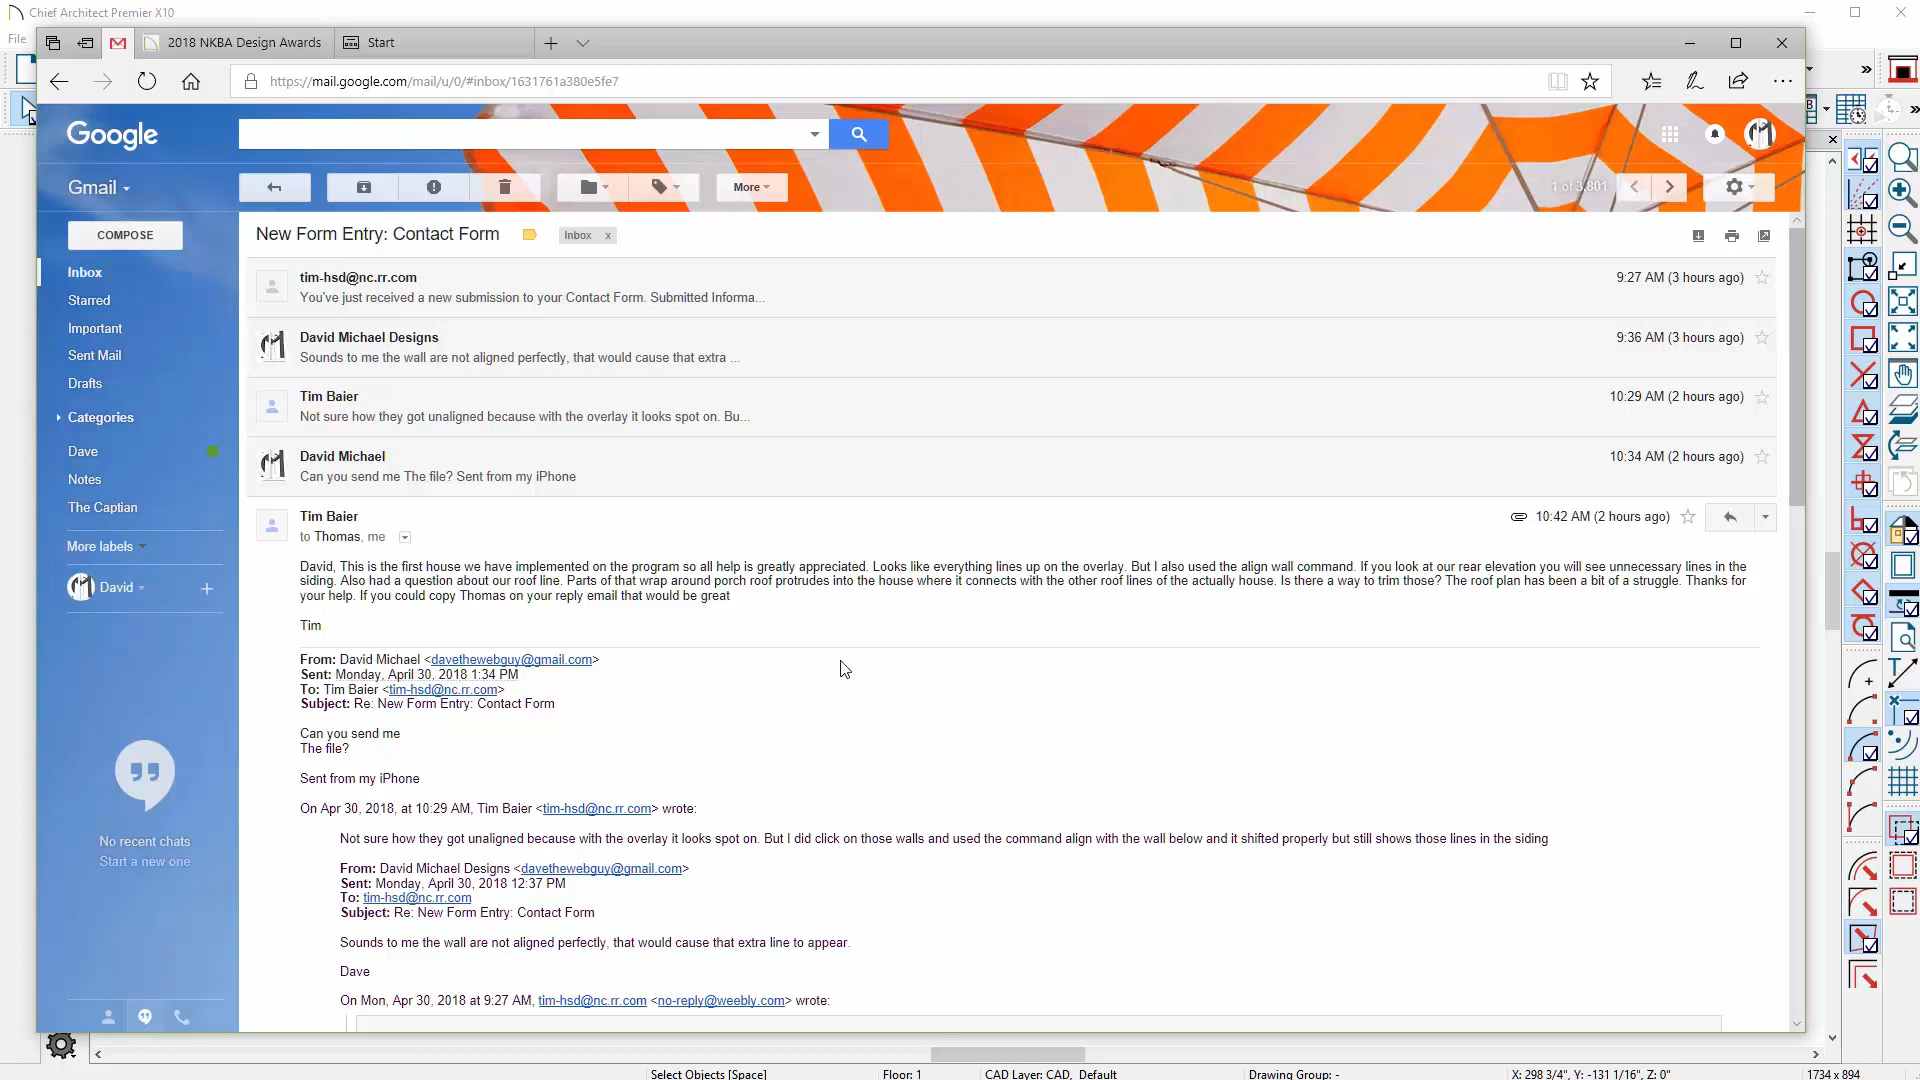 Chief Architect Premier X10
File
2018 NKBA Design Awards
Start
https://mail.google.com/mail/u/0/#inbox/1631761a380e5fe7
Google
Gmail
More
1 of 3,801
COMPOSE
New Form Entry: Contact Form
Inbox x
Inbox
Starred
Important
Sent Mail
Drafts
Categories
Dave
Notes
The Captian
More labels
David
No recent chats
Start a new one
tim-hsd@nc.rr.com
9:27 AM (3 hours ago)
You've just received a new submission to your Contact Form. Submitted Informa...
David Michael Designs
9:36 AM (3 hours ago)
Sounds to me the wall are not aligned perfectly, that would cause that extra ...
Tim Baier
10:29 AM (2 hours ago)
Not sure how they got unaligned because with the overlay it looks spot on. Bu...
David Michael
10:34 AM (2 hours ago)
Can you send me The file? Sent from my iPhone
Tim Baier
10:42 AM (2 hours ago)
to Thomas, me
David, This is the first house we have implemented on the program so all help is greatly appreciated. Looks like everything lines up on the overlay. But I also used the align wall command. If you look at our rear elevation you will see unnecessary lines in the
siding. Also had a question about our roof line. Parts of that wrap around porch roof protrudes into the house where it connects with the other roof lines of the actually house. Is there a way to trim those? The roof plan has been a bit of a struggle. Thanks for
your help. If you could copy Thomas on your reply email that would be great
Tim
From: David Michael <davethewebguy@gmail.com>
Sent: Monday, April 30, 2018 1:34 PM
To: Tim Baier <tim-hsd@nc.rr.com>
Subject: Re: New Form Entry: Contact Form
Can you send me
The file?
Sent from my iPhone
On Apr 30, 2018, at 10:29 AM, Tim Baier <tim-hsd@nc.rr.com> wrote:
Not sure how they got unaligned because with the overlay it looks spot on. But I did click on those walls and used the command align with the wall below and it shifted properly but still shows those lines in the siding
From: David Michael Designs <davethewebguy@gmail.com>
Sent: Monday, April 30, 2018 12:37 PM
To: tim-hsd@nc.rr.com
Subject: Re: New Form Entry: Contact Form
Sounds to me the wall are not aligned perfectly, that would cause that extra line to appear.
Dave
On Mon, Apr 30, 2018 at 9:27 AM, tim-hsd@nc.rr.com <no-reply@weebly.com> wrote:
Select Objects [Space]
Floor: 1
CAD Layer: CAD, Default
Drawing Group: -
X: 298 3/4", Y: -131 1/16", Z: 0"
1734 x 894